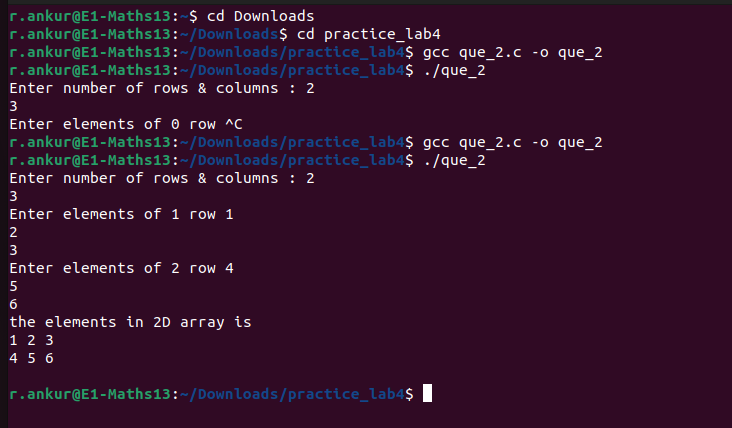 r.ankur@E1-Maths13:~$ cd Downloads
r.ankur@E1-Maths13:~/Downloads$ cd practice_lab4
r.ankur@E1-Maths13:~/Downloads/practice_lab4$ gcc que_2.c -o que_2
r.ankur@E1-Maths13:~/Downloads/practice_lab4$ ./que_2
Enter number of rows & columns : 2
3
Enter elements of 0 row ^C
r.ankur@E1-Maths13:~/Downloads/practice_lab4$ gcc que_2.c -o que_2
r.ankur@E1-Maths13:~/Downloads/practice_lab4$ ./que_2
Enter number of rows & columns : 2
3
Enter elements of 1 row 1
2
3
Enter elements of 2 row 4
5
6
the elements in 2D array is
1 2 3
4 5 6
r.ankur@E1-Maths13:~/Downloads/practice_lab4$